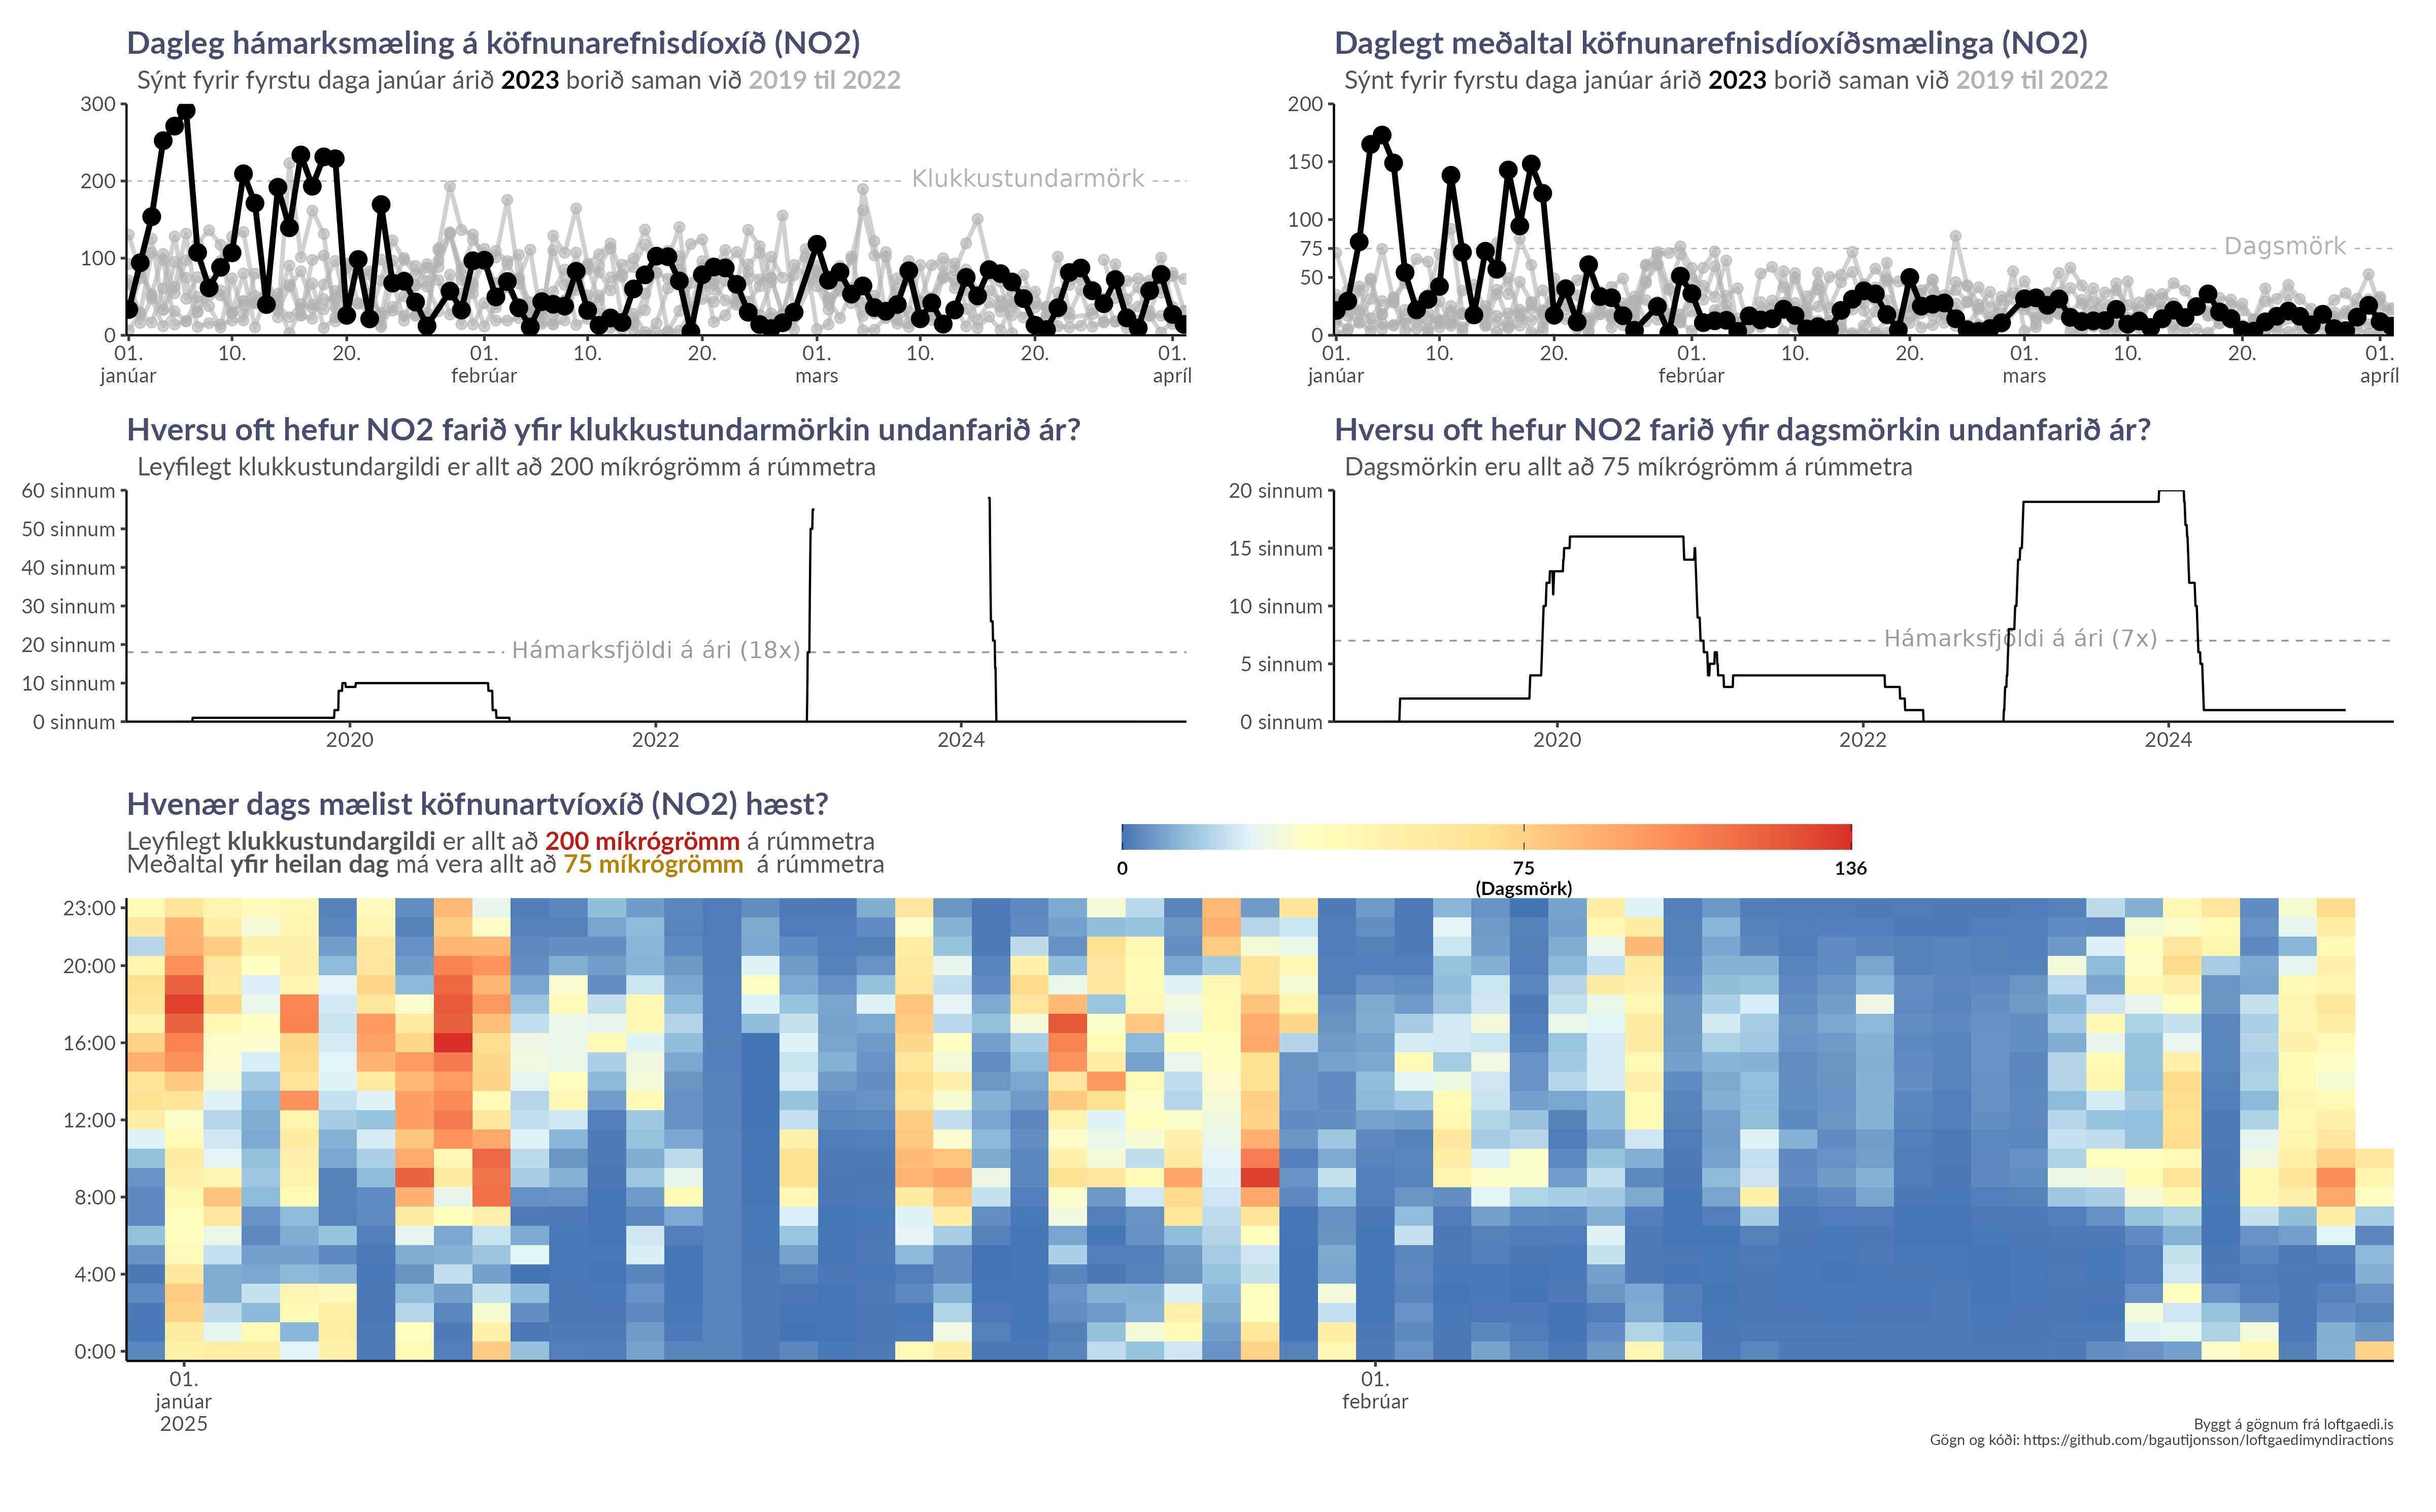 Dagleg hámarksmæling á köfnunarefnisdíoxíð (NO2)
Sýnt fyrir fyrstu daga janúar árið 2023 borið saman við 2019 til 2022
300
200
100
0
Klukkustundarmörk
01. 10. 20. 01. 10. 20. 01. 10. 20. 01.
janúar febrúar mars apríl
Daglegt meðaltal köfnunarefnisdíoxíðsmælinga (NO2)
Sýnt fyrir fyrstu daga janúar árið 2023 borið saman við 2019 til 2022
200
150
100
75
50
0
Dagsmörk
01. 10. 20. 01. 10. 20. 01. 10. 20. 01.
janúar febrúar mars apríl
Hversu oft hefur NO2 farið yfir klukkustundarmörkin undanfarið ár?
Leyfilegt klukkustundargildi er allt að 200 míkrógrömm á rúmmetra
60 sinnum
50 sinnum
40 sinnum
30 sinnum
20 sinnum
10 sinnum
0 sinnum
Hámarksfjöldi á ári (18x)
2020 2022 2024
Hversu oft hefur NO2 farið yfir dagsmörkin undanfarið ár?
Dagsmörkin eru allt að 75 míkrógrömm á rúmmetra
20 sinnum
15 sinnum
10 sinnum
5 sinnum
0 sinnum
Hámarksfjöldi á ári (7x)
2020 2022 2024
Hvenær dags mælist köfnunartvíoxíð (NO2) hæst?
Leyfilegt klukkustundargildi er allt að 200 míkrógrömm á rúmmetra
Meðaltal yfir heilan dag má vera allt að 75 míkrógrömm á rúmmetra
0 75 136
(Dagsmörk)
23:00
20:00
16:00
12:00
8:00
4:00
0:00
01. 01.
janúar febrúar
2025
Byggt á gögnum frá loftgaedi.is
Gögn og kóði: https://github.com/bgautijonsson/loftgaedimyndiractions